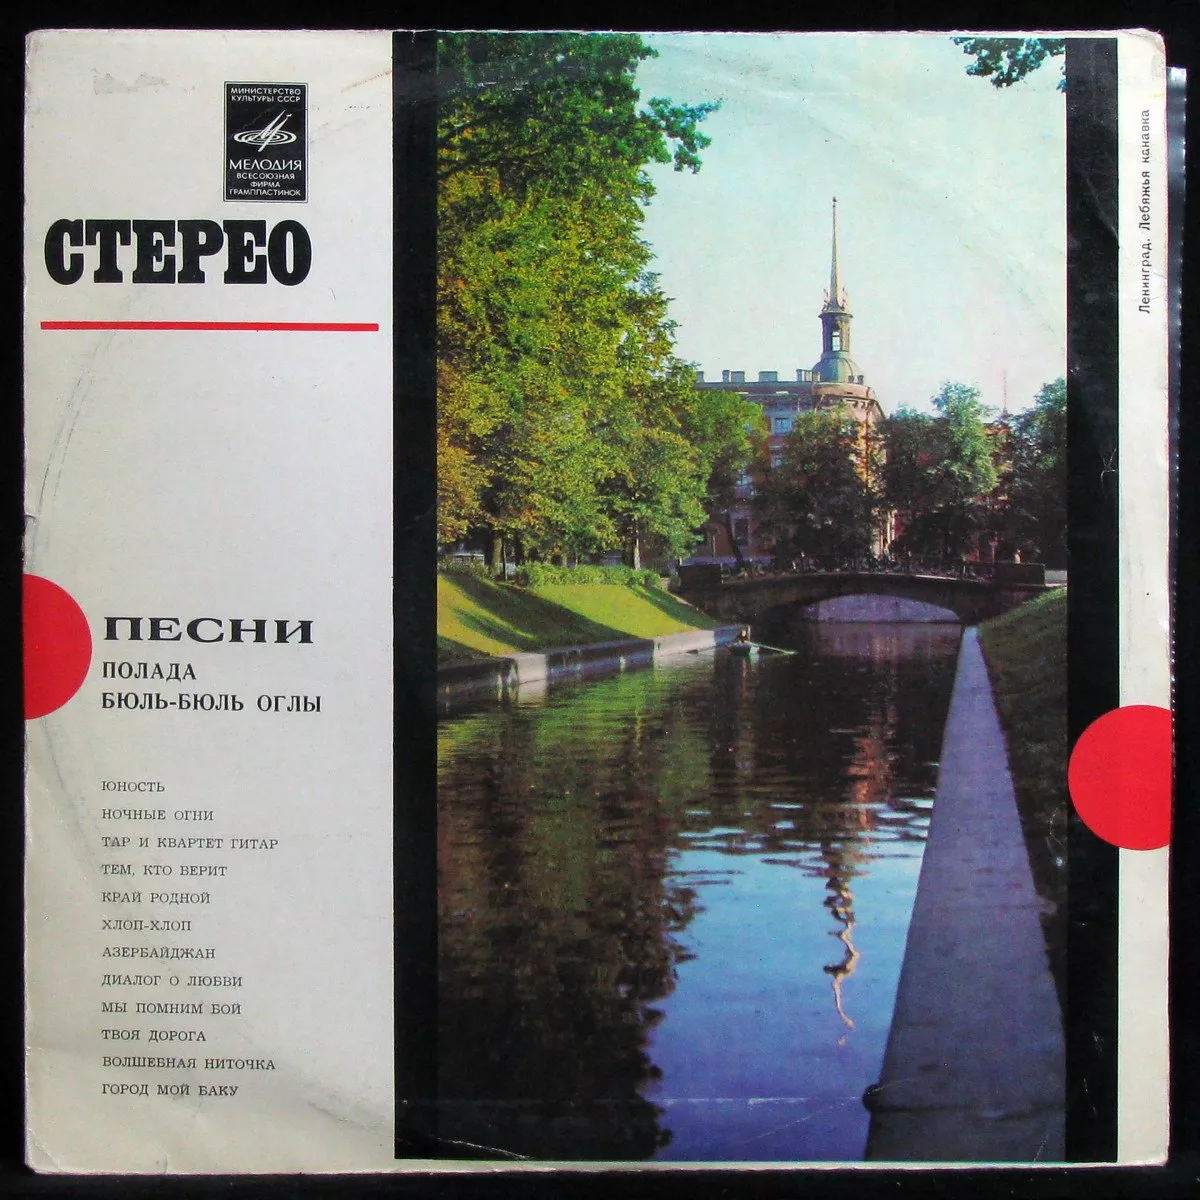 МИНИСТЕРСТВО
КУЛЬТУРЫ СССР
МЕЛОДИЯ
ВСЕСОЮЗНАЯ
ФИРМА
ГРАМПЛАСТИНОК
СТЕРЕО
Ленинград. Лебяжья канавка
ПЕСНИ
ПОЛАДА
БЮЛЬ-БЮЛЬ ОГЛЫ
ЮНОСТЬ
НОЧНЫЕ ОГНИ
ТАР И КВАРТЕТ ГИТАР
ТЕМ, КТО ВЕРИТ
КРАЙ РОДНОЙ
ХЛОП-ХЛОП
АЗЕРБАЙДЖАН
ДИАЛОГ О ЛЮБВИ
МЫ ПОМНИМ БОЙ
ТВОЯ ДОРОГА
ВОЛШЕБНАЯ НИТОЧКА
ГОРОД МОЙ БАКУ